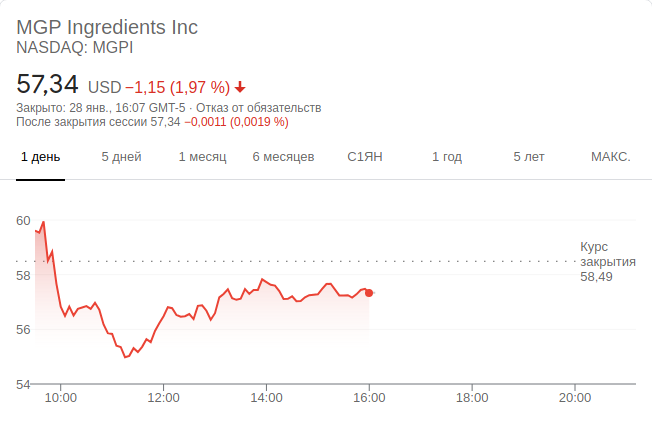 MGP Ingredients Inc
NASDAQ: MGPI
57,34 USD −1,15 (1,97 %)
Закрыто: 28 янв., 16:07 GMT-5 · Отказ от обязательств
После закрытия сессии 57,34 −0,0011 (0,0019 %)
1 день 5 дней 1 месяц 6 месяцев С1ЯН 1 год 5 лет МАКС.
60
Курс
закрытия
58,49
58
56
54
10:00 12:00 14:00 16:00 18:00 20:00